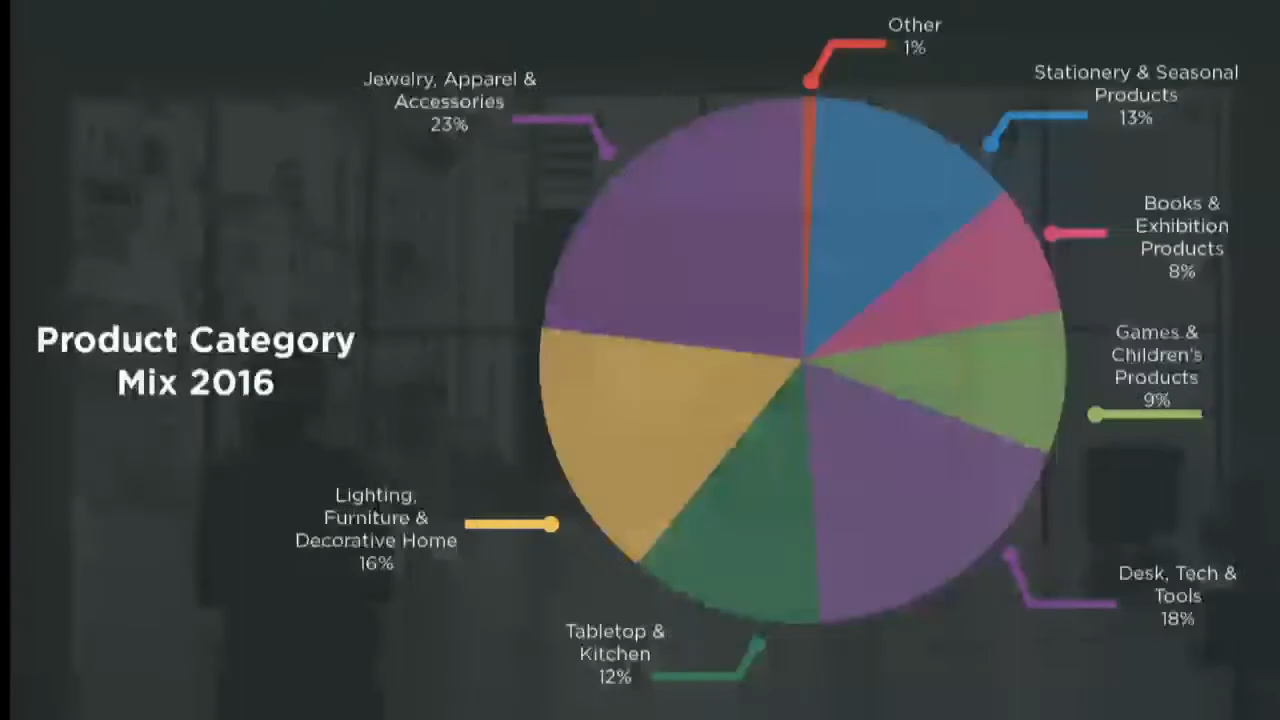 Other
1%
Jewelry, Apparel &
Accessories
23%
Stationery & Seasonal
Products
13%
Books &
Exhibition
Products
8%
Product Category
Mix 2016
Games &
Children's
Products
9%
Lighting,
Furniture &
Decorative Home
16%
Desk, Tech &
Tools
18%
Tabletop &
Kitchen
12%